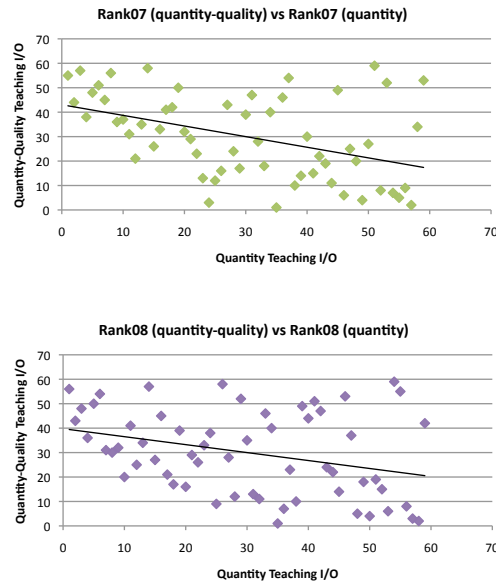 Rank07 (quantity-quality) vs Rank07 (quantity)
Quantity-Quality Teaching I/O
70
60
50
40
30
20
10
0
0 10 20 30 40 50 60 70
Quantity Teaching I/O
Rank08 (quantity-quality) vs Rank08 (quantity)
Quantity-Quality Teaching I/O
70
60
50
40
30
20
10
0
0 10 20 30 40 50 60 70
Quantity Teaching I/O